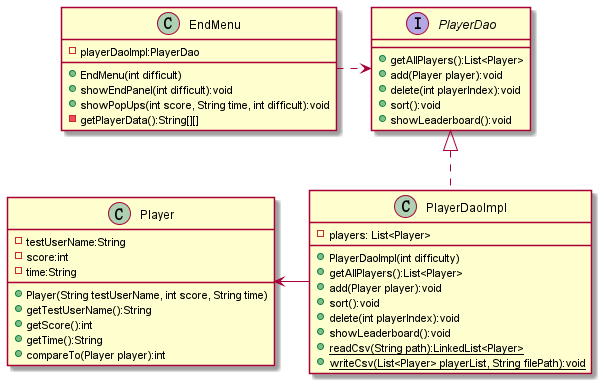 C EndMenu
playerDaoImpl:PlayerDao
EndMenu(int difficult)
showEndPanel(int difficult):void
showPopUps(int score, String time, int difficult):void
getPlayerData():String[][]
I PlayerDao
getAllPlayers():List<Player>
add(Player player):void
delete(int playerIndex):void
sort():void
showLeaderboard():void
C Player
testUserName:String
score:int
time:String
Player(String testUserName, int score, String time)
getTestUserName():String
getScore():int
getTime():String
compareTo(Player player):int
C PlayerDaoImpl
players: List<Player>
PlayerDaoImpl(int difficulty)
getAllPlayers():List<Player>
add(Player player):void
sort():void
delete(int playerIndex):void
showLeaderboard():void
readCsv(String path):LinkedList<Player>
writeCsv(List<Player> playerList, String filePath):void